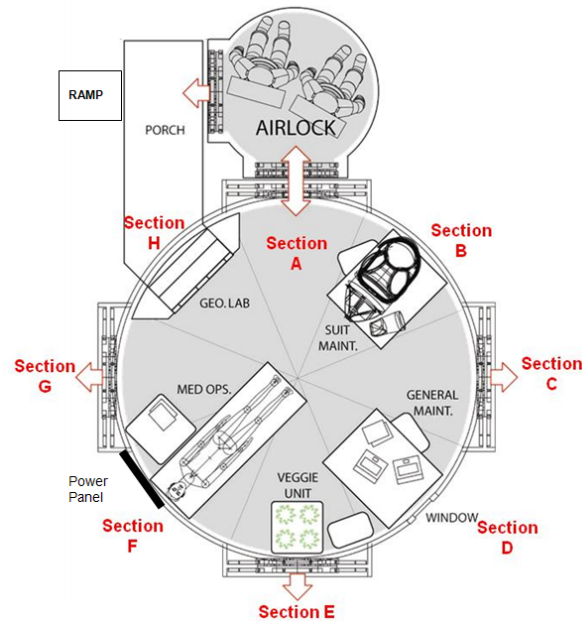 RAMP
PORCH
AIRLOCK
Section
H
Section
A
Section
B
GEO. LAB
SUIT
MAINT.
Section
G
Section
C
MED OPS.
GENERAL
MAINT.
Power
Panel
VEGGIE
UNIT
WINDOW
Section
F
Section
D
Section E